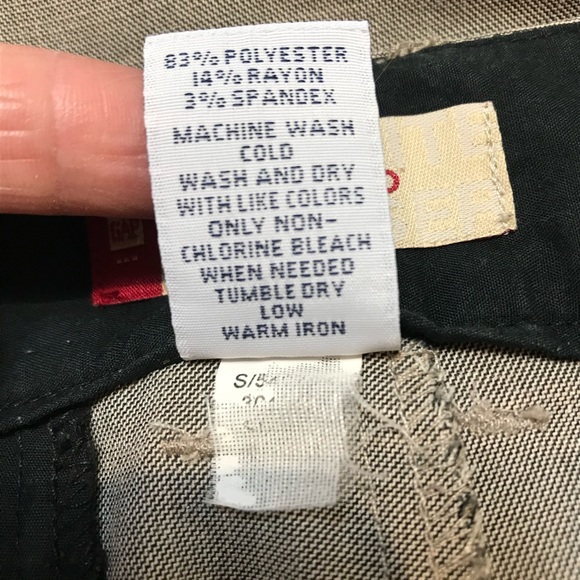 83% POLYESTER
14% RAYON
3% SPANDEX
MACHINE WASH
COLD
WASH AND DRY
WITH LIKE COLORS
ONLY NON-
CHLORINE BLEACH
WHEN NEEDED
TUMBLE DRY
LOW
WARM IRON
GAP